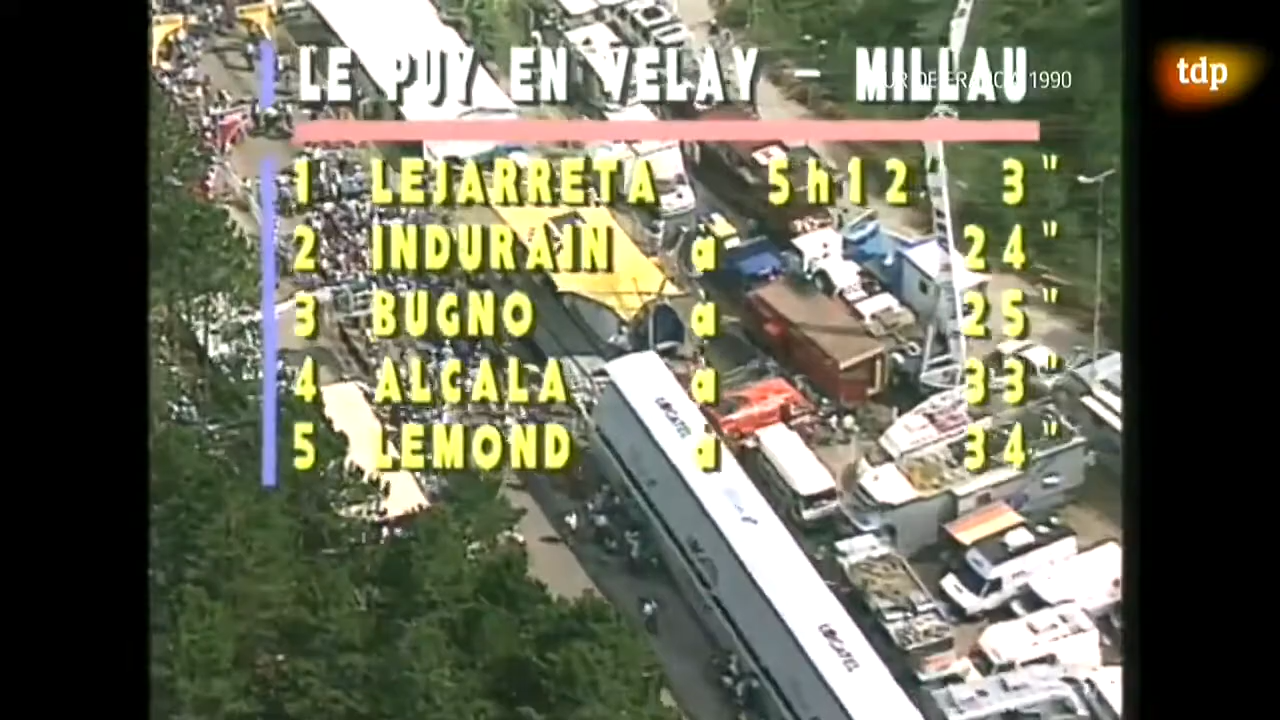 LE PUY EN VELAY - MILLAU
TOUR DE FRANCIA 1990
tdp
1 LEJARRETA 5h12 3"
2 INDURAIN a 24"
3 BUGNO a 25"
4 ALCALA a 33"
5 LEMOND a 34"